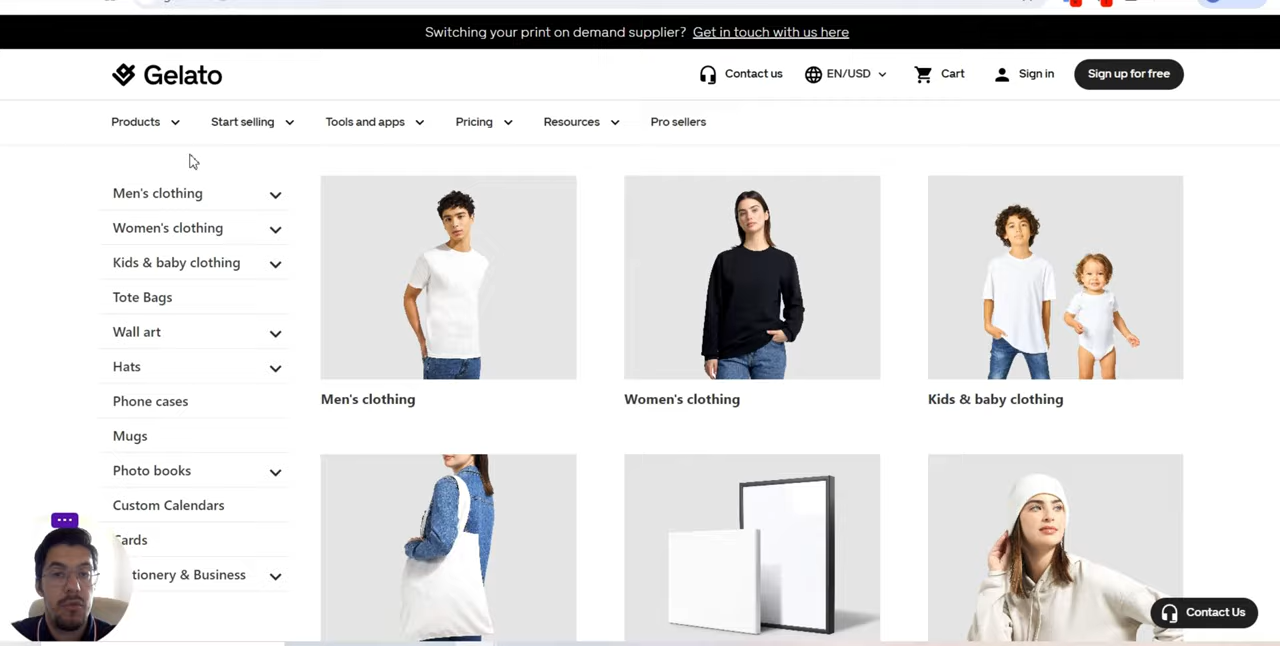 Switching your print on demand supplier? Get in touch with us here
Gelato
Contact us
EN/USD
Cart
Sign in
Sign up for free
Products
Start selling
Tools and apps
Pricing
Resources
Pro sellers
Men's clothing
Women's clothing
Kids & baby clothing
Tote Bags
Wall art
Hats
Phone cases
Mugs
Photo books
Custom Calendars
Cards
tionery & Business
Men's clothing
Women's clothing
Kids & baby clothing
Contact Us